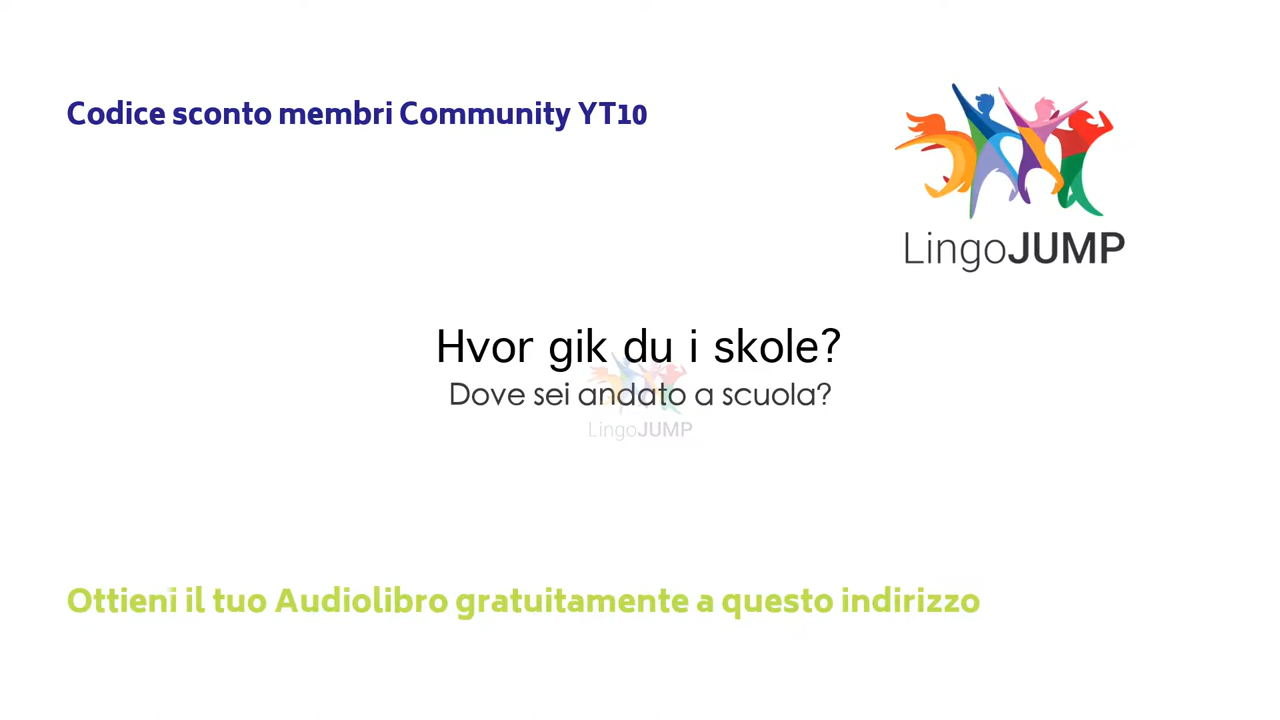 Codice sconto membri Community YT10
LingoJUMP
Hvor gik du i skole?
Dove sei andato a scuola?
LingoJUMP
Ottieni il tuo Audiolibro gratuitamente a questo indirizzo